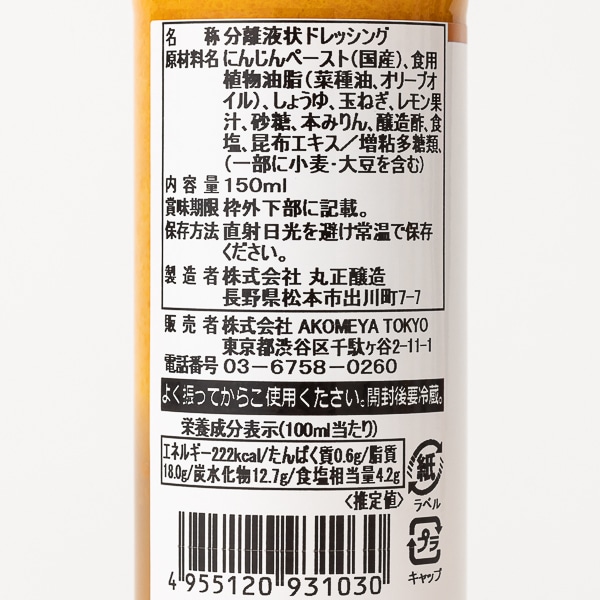 名称 分離液状ドレッシング
原材料名 にんじんペースト(国産)、食用
植物油脂(菜種油、オリーブオ
イル)、しょうゆ、玉ねぎ、レモン果
汁、砂糖、本みりん、醸造酢、食
塩、昆布エキス/増粘多糖類、
(一部に小麦・大豆を含む)
内容量 150ml
賞味期限 枠外下部に記載。
保存方法 直射日光を避け常温で保存
ください。
製造者 株式会社 丸正醸造
長野県松本市出川町7-7
販売者 株式会社 AKOMEYA TOKYO
東京都渋谷区千駄ヶ谷2-11-1
電話番号 03-6758-0260
よく振ってからご使用ください。開封後要冷蔵。
栄養成分表示(100ml当たり)
エネルギー222kcal/たんぱく質0.6g/脂質
18.0g/炭水化物12.7g/食塩相当量4.2g
〈推定値〉
紙
ラベル
プラ
キャップ
4 955120 931030